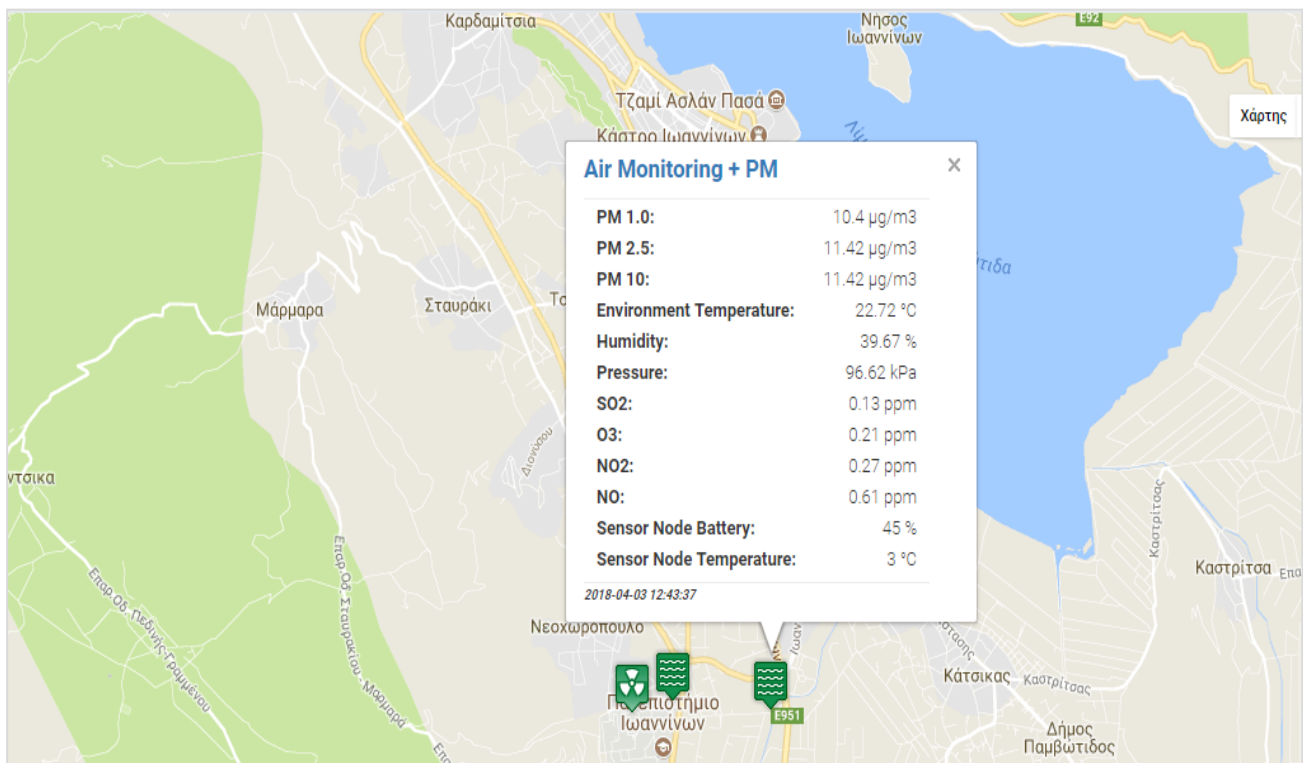 Καρδαμίτσια
Νήσος
Ιωαννίνων
E92
Τζαμί Ασλάν Πασά
Χάρτης
Κάστρο Ιωαννίνων
Air Monitoring + PM ×
PM 1.0: 10.4 μg/m3
PM 2.5: 11.42 μg/m3
PM 10: 11.42 μg/m3
Environment Temperature: 22.72 °C
Humidity: 39.67 %
Pressure: 96.62 kPa
SO2: 0.13 ppm
O3: 0.21 ppm
NO2: 0.27 ppm
NO: 0.61 ppm
Sensor Node Battery: 45 %
Sensor Node Temperature: 3 °C
2018-04-03 12:43:37
Μάρμαρα
Σταυράκι
Διονύσου
ντσικα
Καστρίτσας
Καστρίτσα
Επαρ.Οδ. Πεδινής-Γραμμένου
Επαρ.Οδ. Σταυρακίου - Μαρμαρά
Νεοχωρόπουλο
Κάτσικας
Καστρίτσας
Πανεπιστήμιο
Ιωαννίνων
E951
Δήμος
Παμβώτιδος